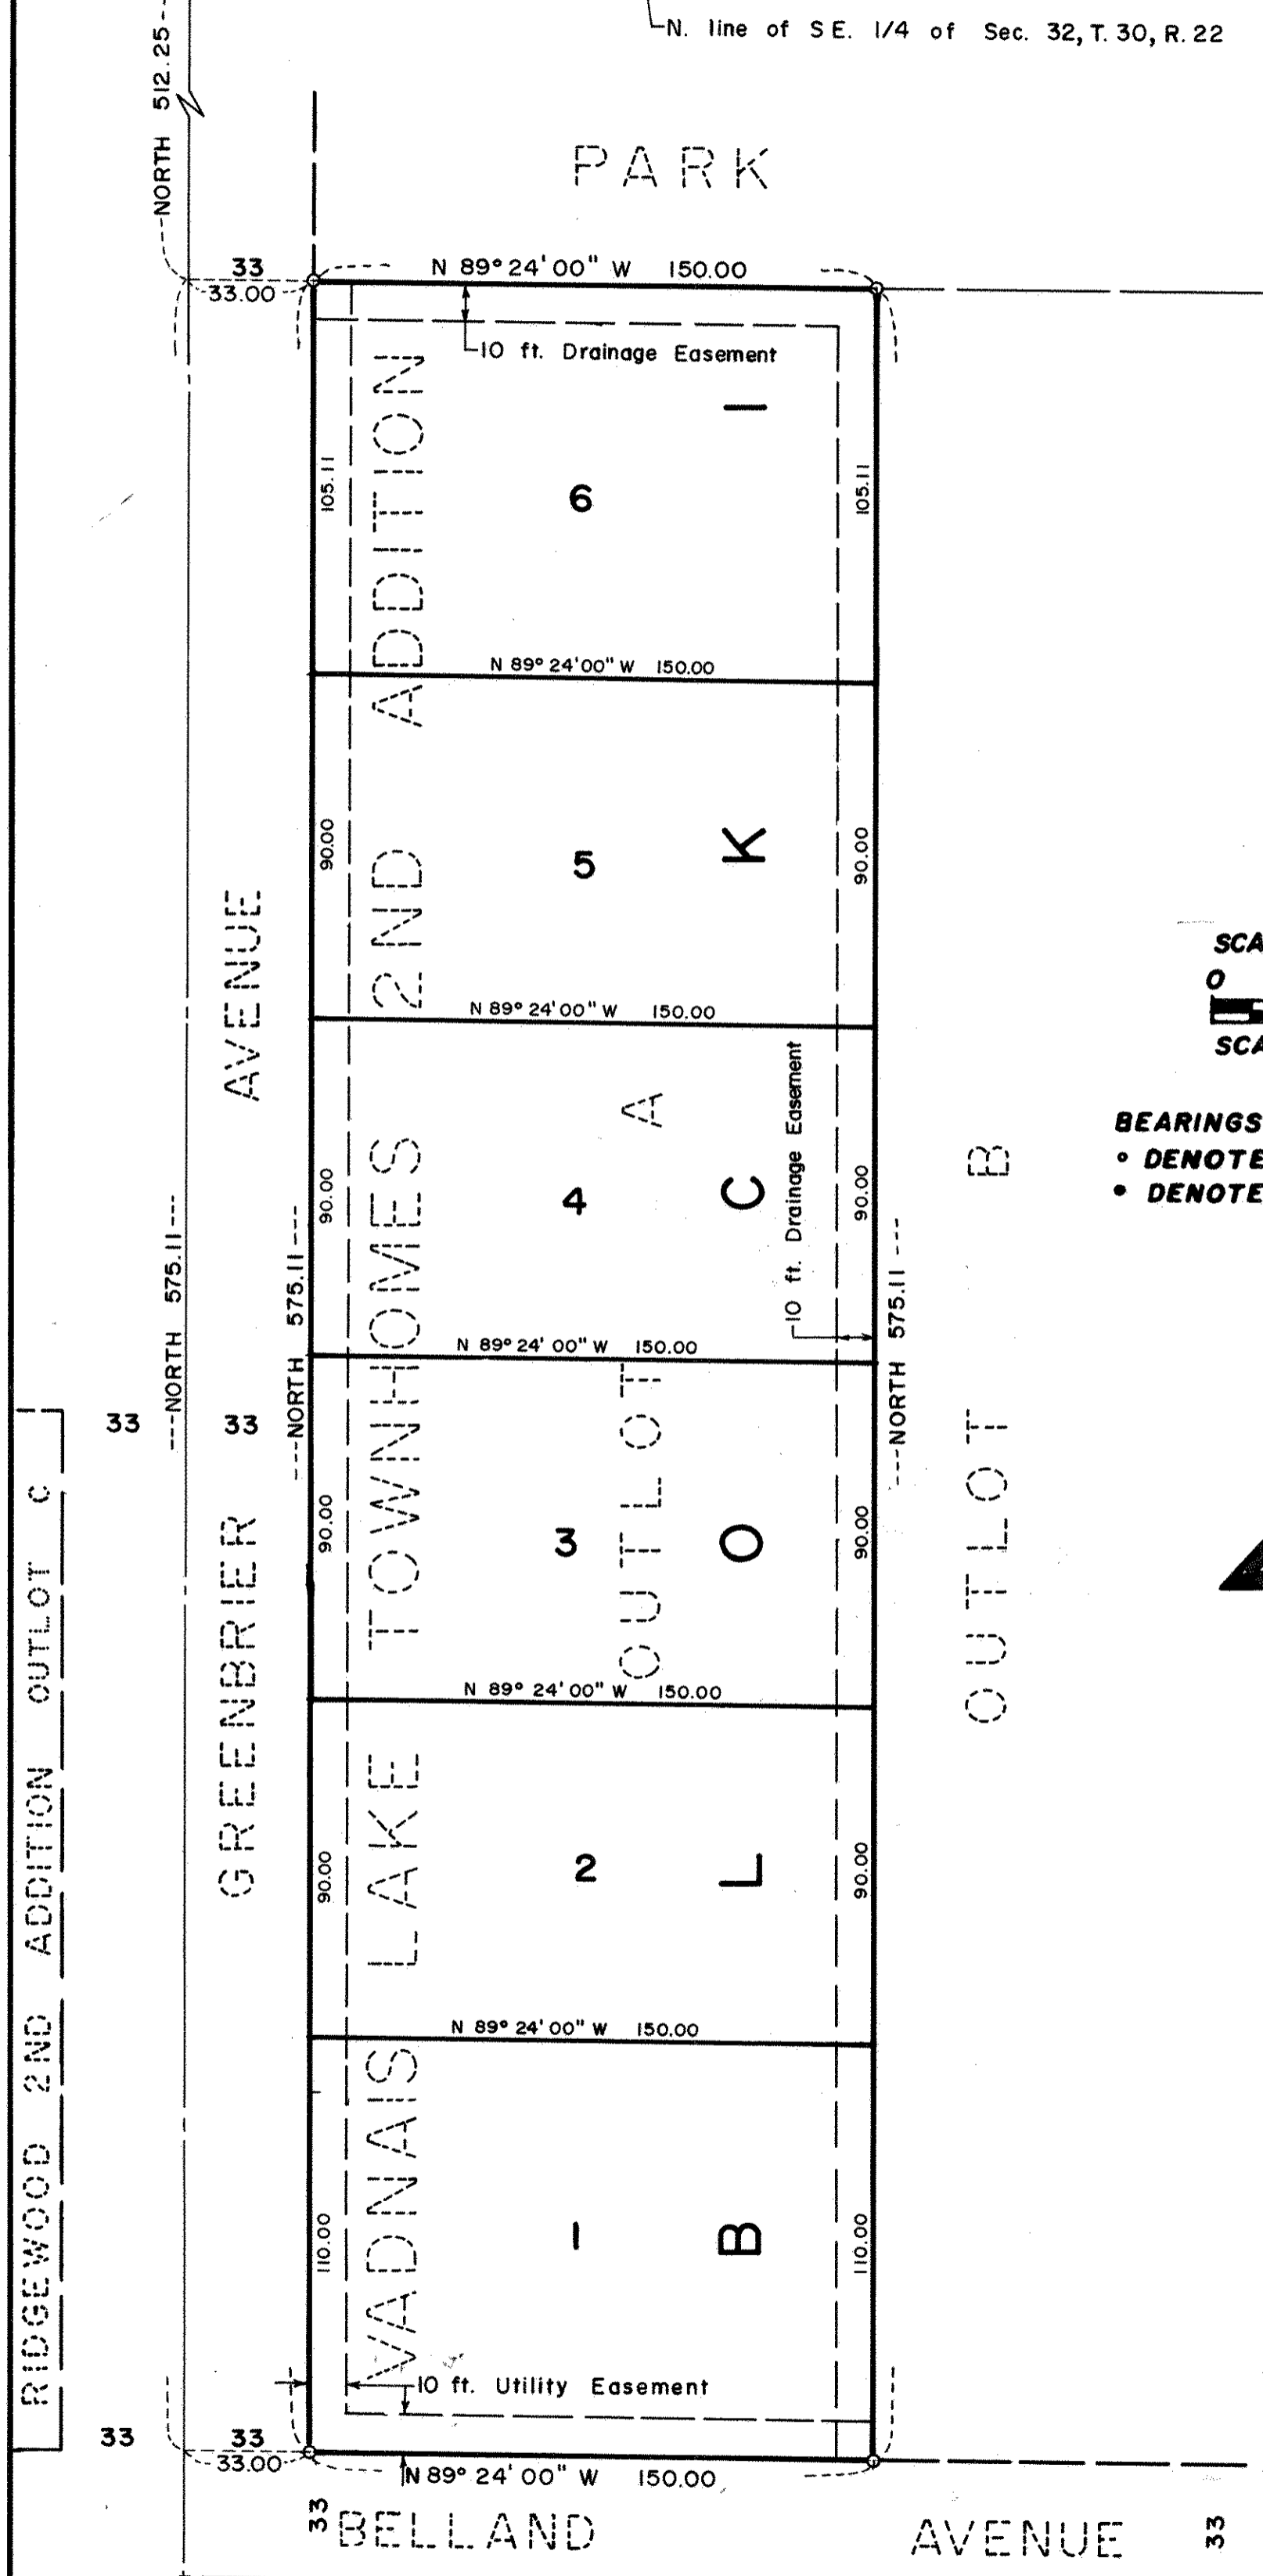 N. line of SE. 1/4 of Sec. 32, T. 30, R. 22
NORTH 512.25
PARK
33
33.00
N 89° 24' 00" W 150.00
10 ft. Drainage Easement
105.11
6
105.11
N 89° 24' 00" W 150.00
90.00
5
90.00
N 89° 24' 00" W 150.00
90.00
4
90.00
10 ft. Drainage Easement
N 89° 24' 00" W 150.00
90.00
3
90.00
N 89° 24' 00" W 150.00
90.00
2
90.00
N 89° 24' 00" W 150.00
110.00
1
110.00
10 ft. Utility Easement
N 89° 24' 00" W 150.00
BLOCK 1
OUTLOT A
VADNAIS LAKE TOWNHOMES 2ND ADDITION
NORTH 575.11
NORTH 575.11
NORTH 575.11
GREENBRIER AVENUE
33
33
RIDGEWOOD 2ND ADDITION OUTLOT C
33
33
33.00
33
BELLAND AVENUE
33
OUTLOT B
SCA
0
SCA
BEARINGS
° DENOTE
• DENOTE